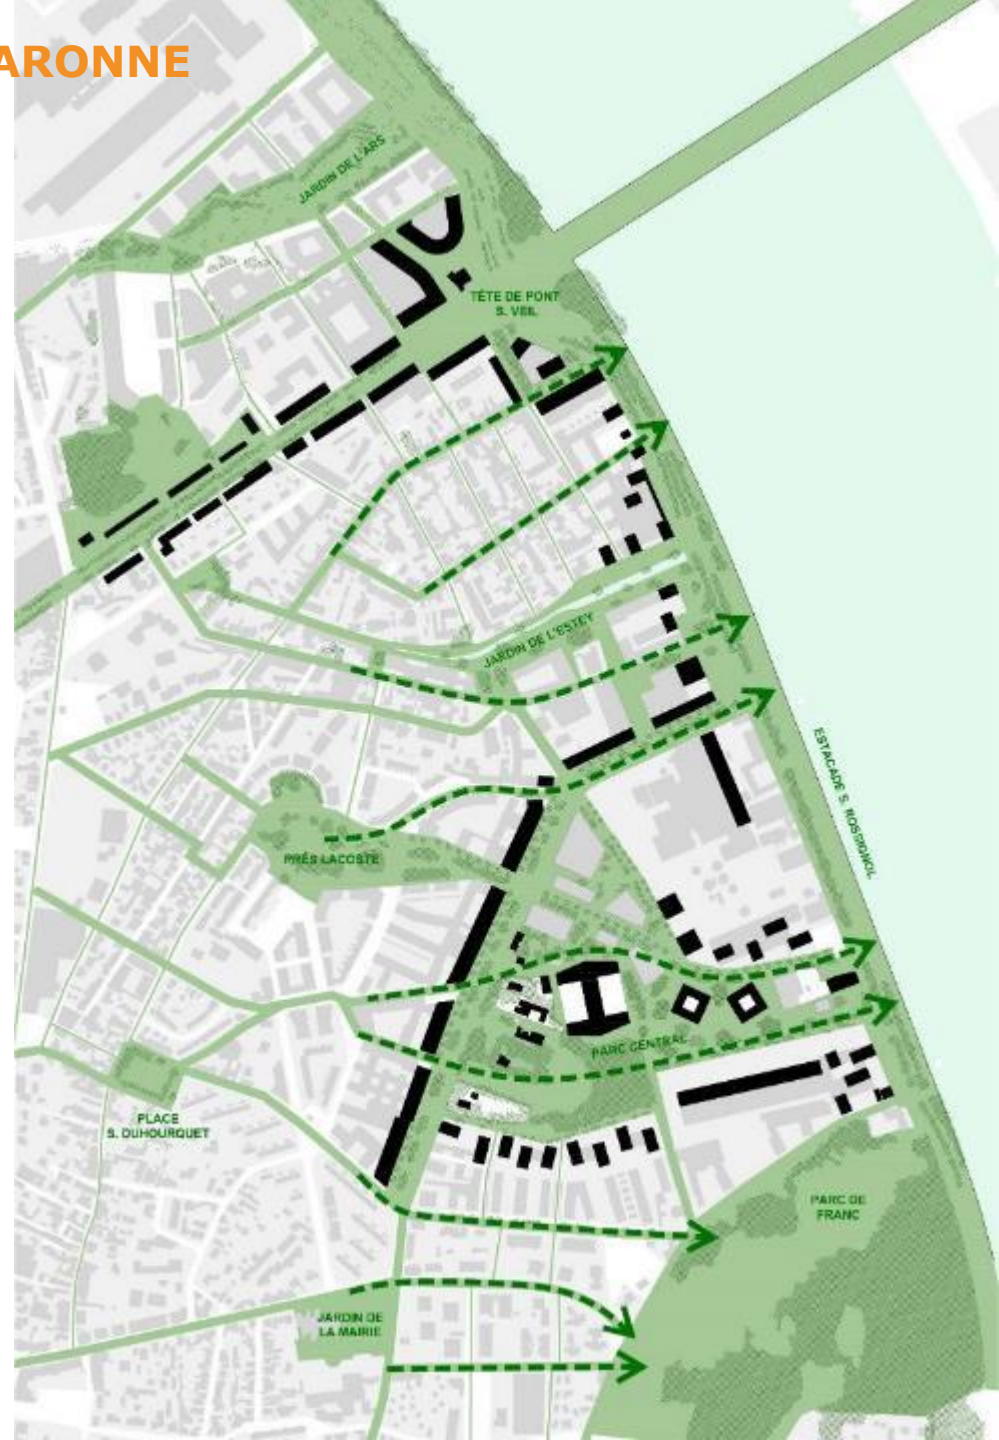 ARONNE
JARDIN DE L'ARS
TÊTE DE PONT
S. VEIL
JARDIN DE L'ESTEY
ESTACADE S. ROSSIGNOL
PRÉS LACOSTE
PARC CENTRAL
PLACE
S. DUHOURQUET
PARC DE
FRANC
JARDIN DE
LA MAIRIE